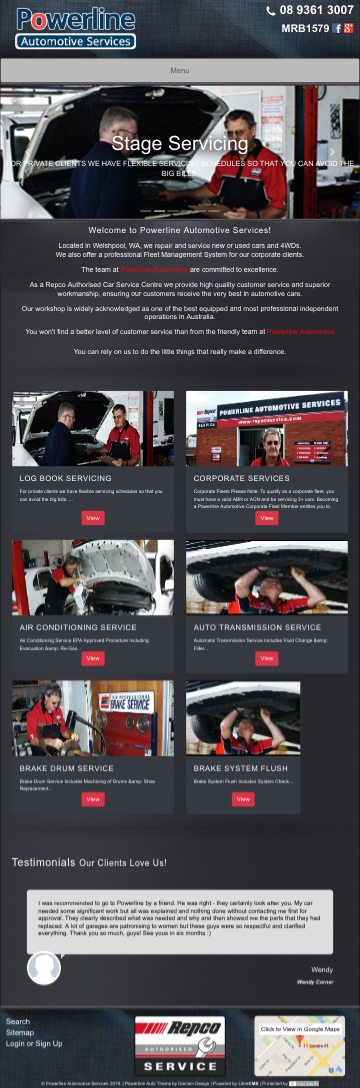 Powerline
Automotive Services
08 9361 3007
MRB1579
Menu
Stage Servicing
FOR PRIVATE CLIENTS WE HAVE FLEXIBLE SERVICING SCHEDULES SO THAT YOU CAN AVOID THE
BIG BILLS
Welcome to Powerline Automotive Services!
Located in Welshpool, WA, we repair and service new or used cars and 4WDs.
We also offer a professional Fleet Management System for our corporate clients.
The team at Powerline Automotive are committed to excellence.
As a Repco Authorised Car Service Centre we provide high quality customer service and superior
workmanship, ensuring our customers receive the very best in automotive care.
Our workshop is widely acknowledged as one of the best equipped and most professional independent
operations in Australia.
You won't find a better level of customer service than from the friendly team at Powerline Automotive
You can rely on us to do the little things that really make a difference.
Repco
POWERLINE AUTOMOTIVE SERVICES
SERVICE
www.repcoservice.com
LOG BOOK SERVICING
For private clients we have flexible servicing schedules so that you
can avoid the big bills. ...
View
CORPORATE SERVICES
Corporate Fleets Please Note: To qualify as a corporate fleet, you
must have a valid ABN or ACN and be servicing 3+ cars. Becoming
a Powerline Automotive Corporate Fleet Member entitles you to
View
AIR CONDITIONING SERVICE
Air Conditioning Service EPA Approved Procedure Including
Evacuation &amp; Re-Gas...
View
AUTO TRANSMISSION SERVICE
Automatic Transmission Service Includes Fluid Change &amp;
Filter...
View
THE PROFESSIONAL
BRAKE SERVICE
BRAKE DRUM SERVICE
Brake Drum Service Includes Machining of Drums &amp; Shoe
Replacement...
View
BRAKE SYSTEM FLUSH
Brake System Flush Includes System Check...
View
Testimonials Our Clients Love Us!
I was recommended to go to Powerline by a friend. He was right - they certainly look after you. My car
needed some significant work but all was explained and nothing done without contacting me first for
approval. They clearly described what was needed and why and then showed me the parts that they had
replaced. A lot of garages are patronising to women but these guys were so respectful and clarified
everything. Thank you so much, guys! See yous in six months :)
Wendy
Wendy Curner
Search
Sitemap
Login or Sign Up
Repco
AUTHORISED
SERVICE
Click to View in Google Maps
© Powerline Automotive Services 2019 | Powerline Auto Theme by Glenien Design | Powered by LibreCMS | Protected by